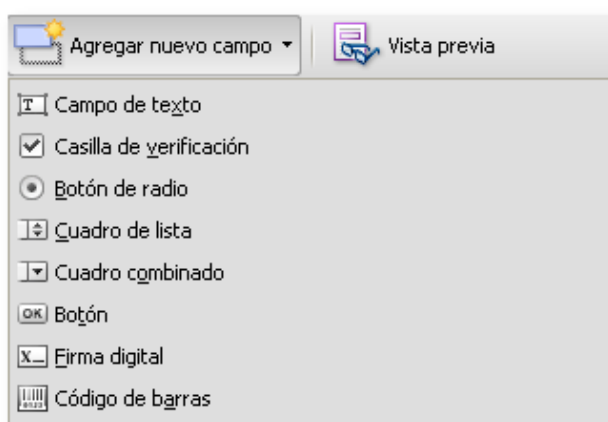 Agregar nuevo campo Vista previa
Campo de texto
Casilla de verificación
Botón de radio
Cuadro de lista
Cuadro combinado
OK Botón
Firma digital
Código de barras